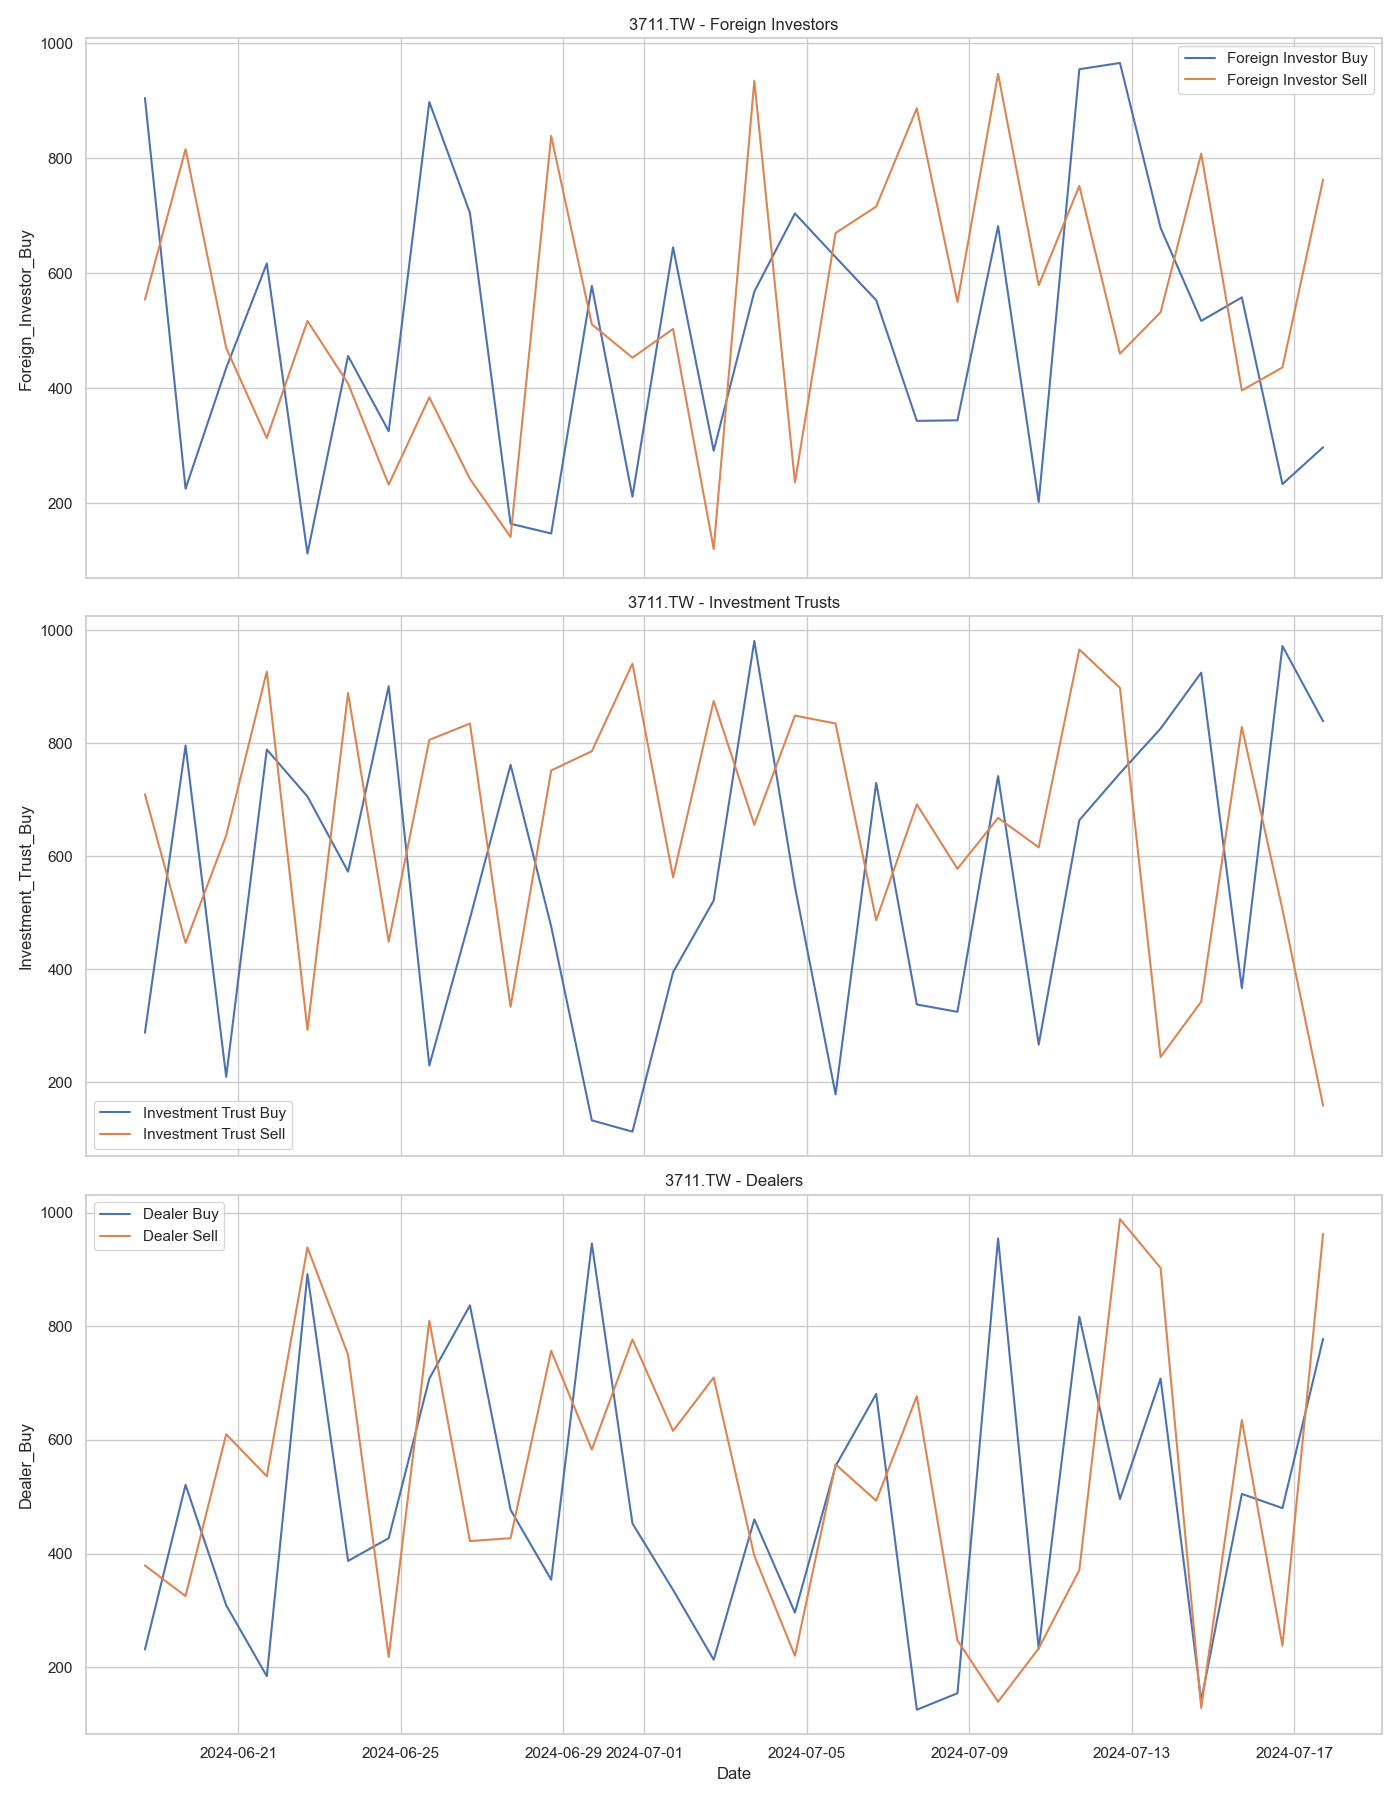 3711.TW - Foreign Investors
1000
800
600
400
200
Foreign_Investor_Buy
Foreign Investor Buy
Foreign Investor Sell
3711.TW - Investment Trusts
1000
800
600
400
200
Investment_Trust_Buy
Investment Trust Buy
Investment Trust Sell
3711.TW - Dealers
1000
800
600
400
200
Dealer_Buy
Dealer Buy
Dealer Sell
2024-06-21 2024-06-25 2024-06-29 2024-07-01 2024-07-05 2024-07-09 2024-07-13 2024-07-17
Date